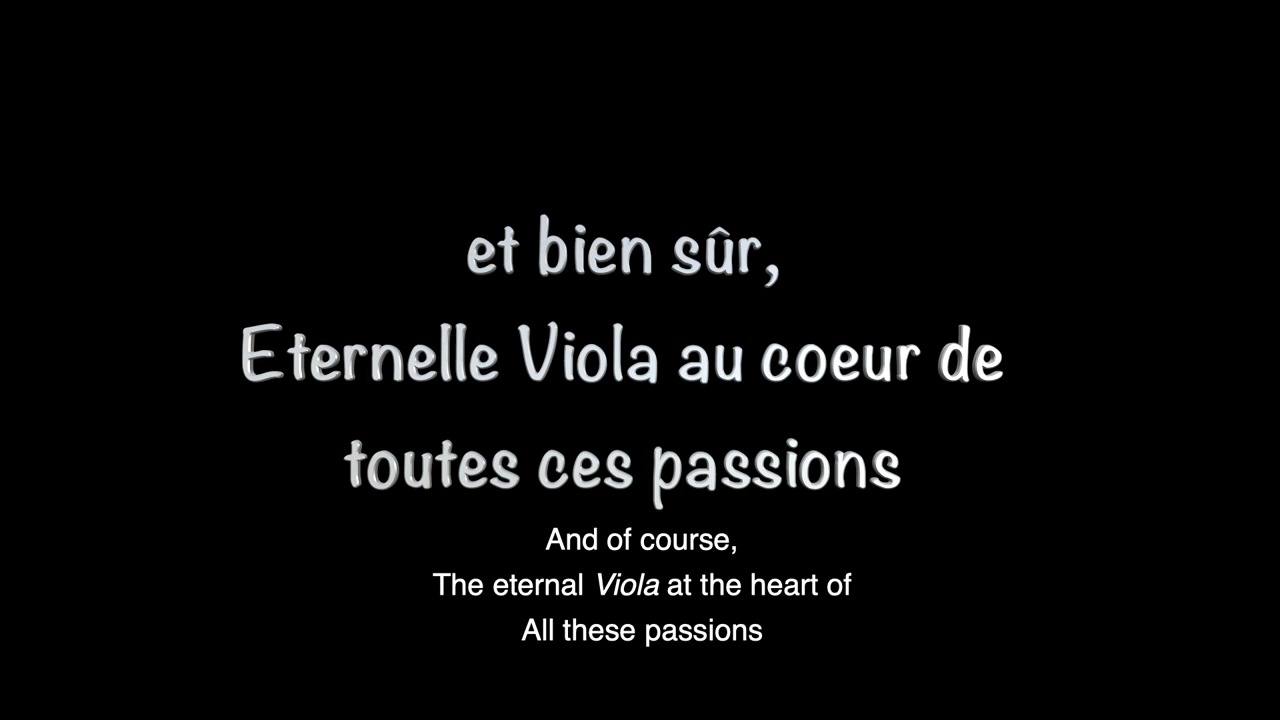 et bien sûr,
Eternelle Viola au coeur de
toutes ces passions
And of course,
The eternal Viola at the heart of
All these passions